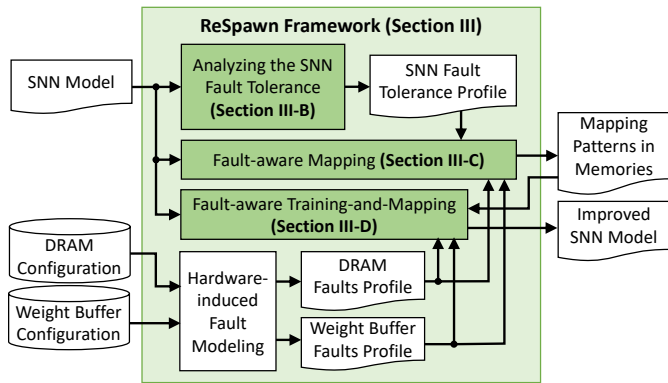 ReSpawn Framework (Section III)
SNN Model
Analyzing the SNN
Fault Tolerance
(Section III-B)
SNN Fault
Tolerance Profile
Fault-aware Mapping (Section III-C)
Mapping
Patterns in
Memories
Fault-aware Training-and-Mapping
(Section III-D)
Improved
SNN Model
DRAM
Configuration
Weight Buffer
Configuration
Hardware-
induced
Fault
Modeling
DRAM
Faults Profile
Weight Buffer
Faults Profile